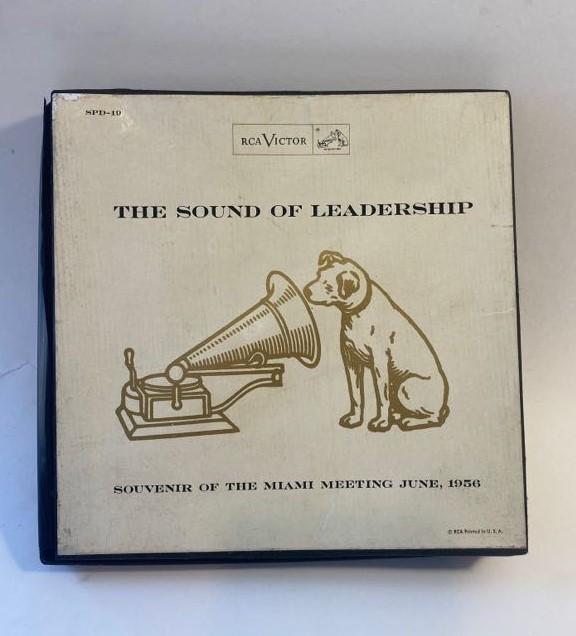 SPD-19
RCA VICTOR
THE SOUND OF LEADERSHIP
SOUVENIR OF THE MIAMI MEETING JUNE, 1956
© RCA Printed in U. S. A.